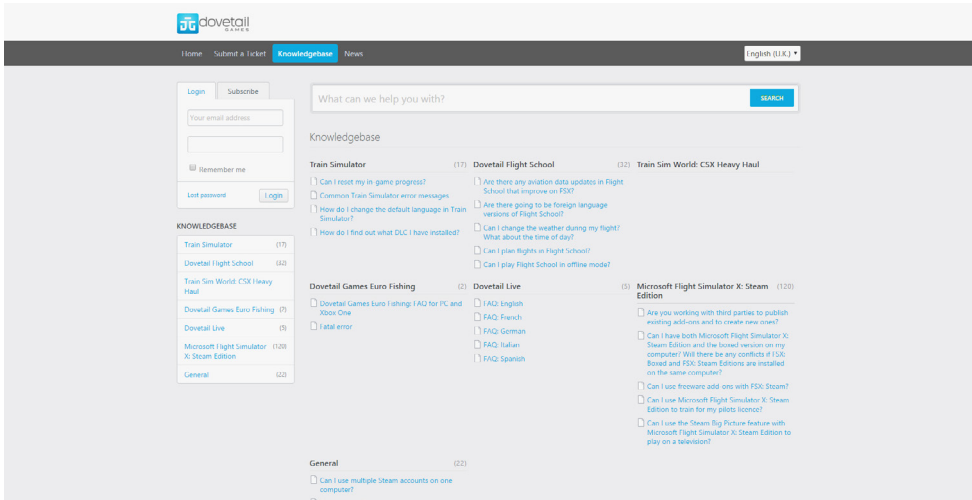 dovetail
GAMES
Home Submit a Ticket Knowledgebase News
English (U.K.)
Login Subscribe
Your email address
Remember me
Lost password Login
KNOWLEDGEBASE
Train Simulator (17)
Dovetail Flight School (32)
Train Sim World: CSX Heavy
Haul
Dovetail Games Euro Fishing (2)
Dovetail Live (5)
Microsoft Flight Simulator (120)
X: Steam Edition
General (22)
What can we help you with?
SEARCH
Knowledgebase
Train Simulator (17)
Can I reset my in-game progress?
Common Train Simulator error messages
How do I change the default language in Train
Simulator?
How do I find out what DLC I have installed?
Dovetail Flight School (32)
Are there any aviation data updates in Flight
School that improve on FSX?
Are there going to be foreign language
versions of Flight School?
Can I change the weather during my flight?
What about the time of day?
Can I plan flights in Flight School?
Can I play Flight School in offline mode?
Train Sim World: CSX Heavy Haul
Dovetail Games Euro Fishing (2)
Dovetail Games Euro Fishing: FAQ for PC and
Xbox One
Fatal error
Dovetail Live (5)
FAQ: English
FAQ: French
FAQ: German
FAQ: Italian
FAQ: Spanish
Microsoft Flight Simulator X: Steam (120)
Edition
Are you working with third parties to publish
existing add-ons and to create new ones?
Can I have both Microsoft Flight Simulator X:
Steam Edition and the boxed version on my
computer? Will there be any conflicts if FSX:
Boxed and FSX: Steam Editions are installed
on the same computer?
Can I use freeware add-ons with FSX: Steam?
Can I use Microsoft Flight Simulator X: Steam
Edition to train for my pilots licence?
Can I use the Steam Big Picture feature with
Microsoft Flight Simulator X: Steam Edition to
play on a television?
General (22)
Can I use multiple Steam accounts on one
computer?